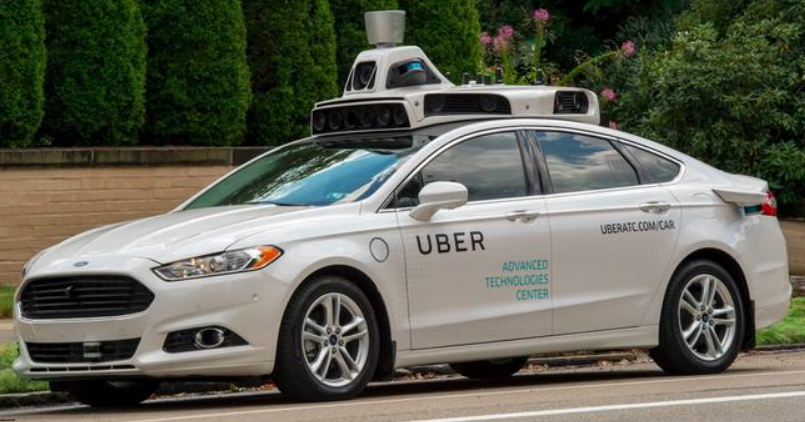 UBER
ADVANCED
TECHNOLOGIES
CENTER
UBERATC.COM/CAR